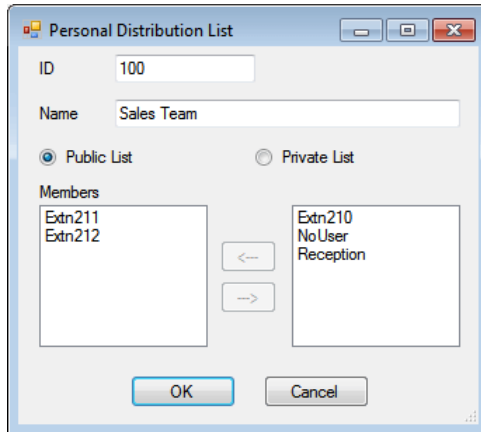 Personal Distribution List
ID 100
Name Sales Team
Public List Private List
Members
Extn211 Extn210
Extn212 NoUser
Reception
<---
--->
OK Cancel